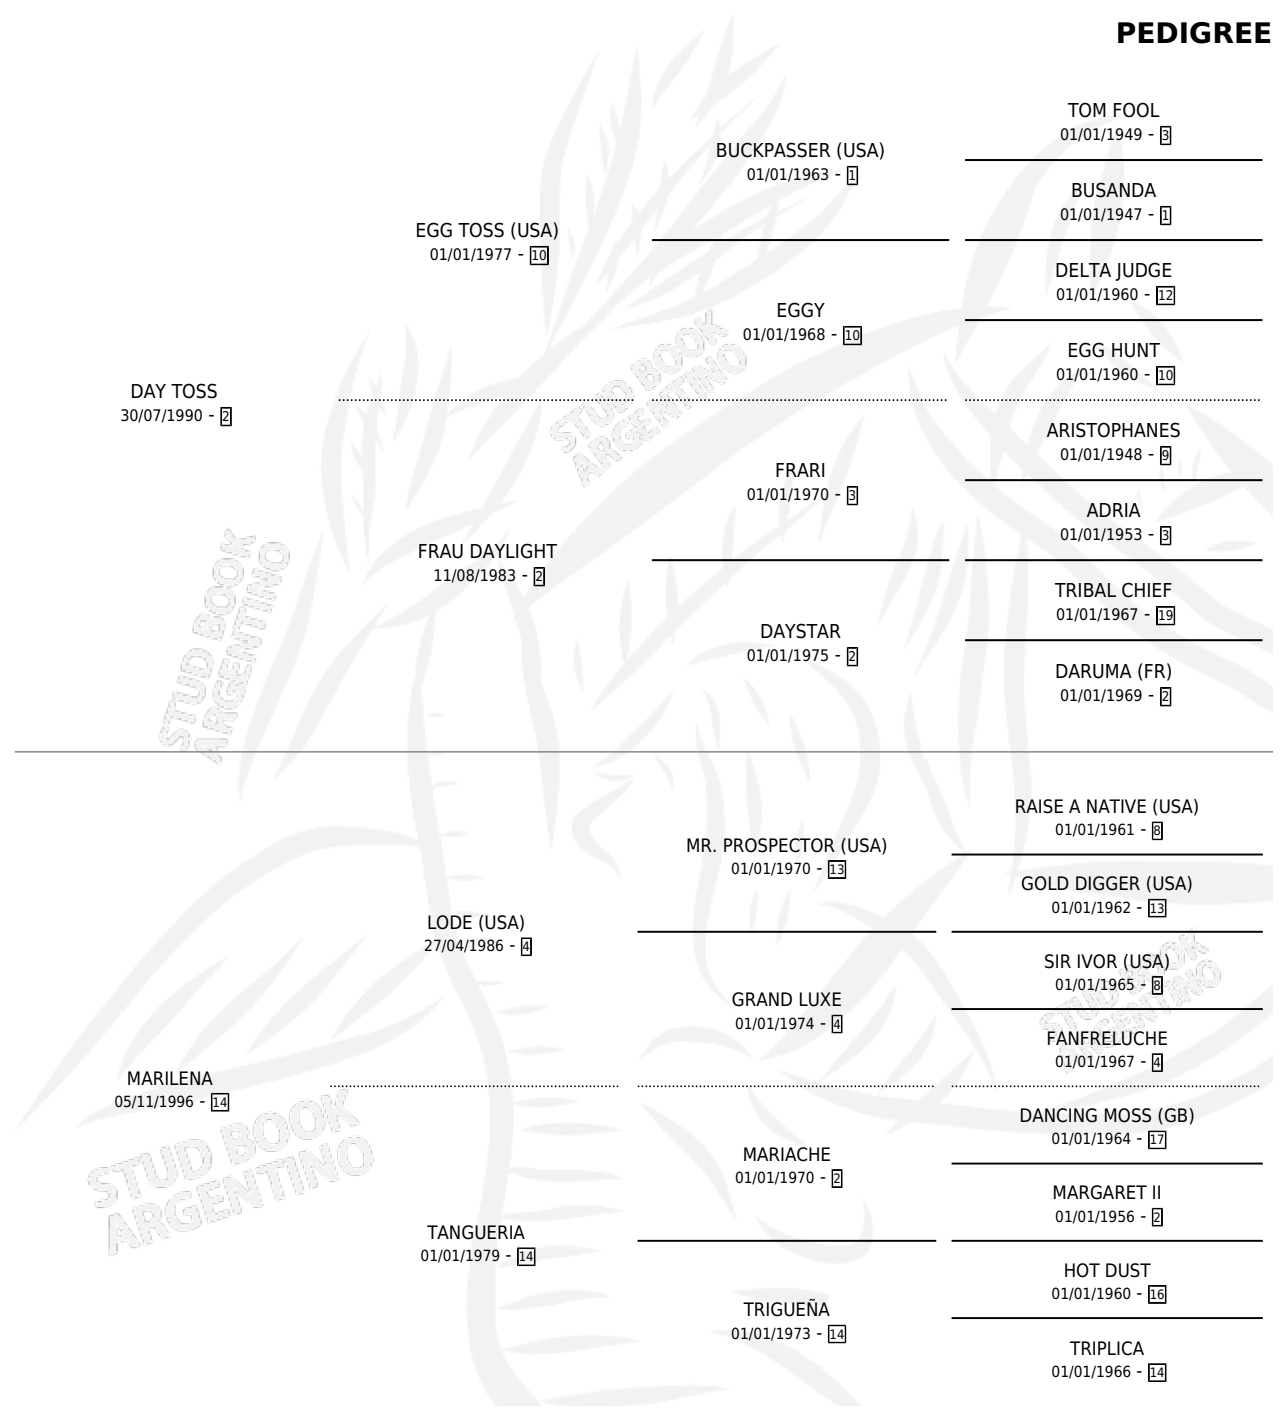 PEDIGREE
TOM FOOL
01/01/1949 - 3
BUCKPASSER (USA)
01/01/1963 - 1
BUSANDA
01/01/1947 - 1
EGG TOSS (USA)
01/01/1977 - 10
DELTA JUDGE
01/01/1960 - 12
EGGY
01/01/1968 - 10
EGG HUNT
01/01/1960 - 10
STUD BOOK
ARGENTINO
DAY TOSS
30/07/1990 - 2
ARISTOPHANES
01/01/1948 - 9
FRARI
01/01/1970 - 3
ADRIA
01/01/1953 - 3
FRAU DAYLIGHT
11/08/1983 - 2
TRIBAL CHIEF
01/01/1967 - 19
DAYSTAR
01/01/1975 - 2
DARUMA (FR)
01/01/1969 - 2
STUD BOOK
ARGENTINO
RAISE A NATIVE (USA)
01/01/1961 - 8
MR. PROSPECTOR (USA)
01/01/1970 - 13
GOLD DIGGER (USA)
01/01/1962 - 13
LODE (USA)
27/04/1986 - 4
SIR IVOR (USA)
01/01/1965 - 8
GRAND LUXE
01/01/1974 - 4
FANFRELUCHE
01/01/1967 - 4
STUD BOOK
ARGENTINO
MARILENA
05/11/1996 - 14
DANCING MOSS (GB)
01/01/1964 - 17
MARIACHE
01/01/1970 - 2
MARGARET II
01/01/1956 - 2
STUD BOOK
ARGENTINO
TANGUERIA
01/01/1979 - 14
HOT DUST
01/01/1960 - 16
TRIGUEÑA
01/01/1973 - 14
TRIPLICA
01/01/1966 - 14